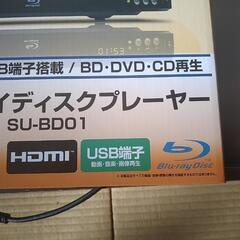 B端子搭載 / BD・DVD・CD再生
イディスクプレーヤー
SU-BD01
HDMI
USB端子
動画・音楽・画像再生
Blu-ray Disc